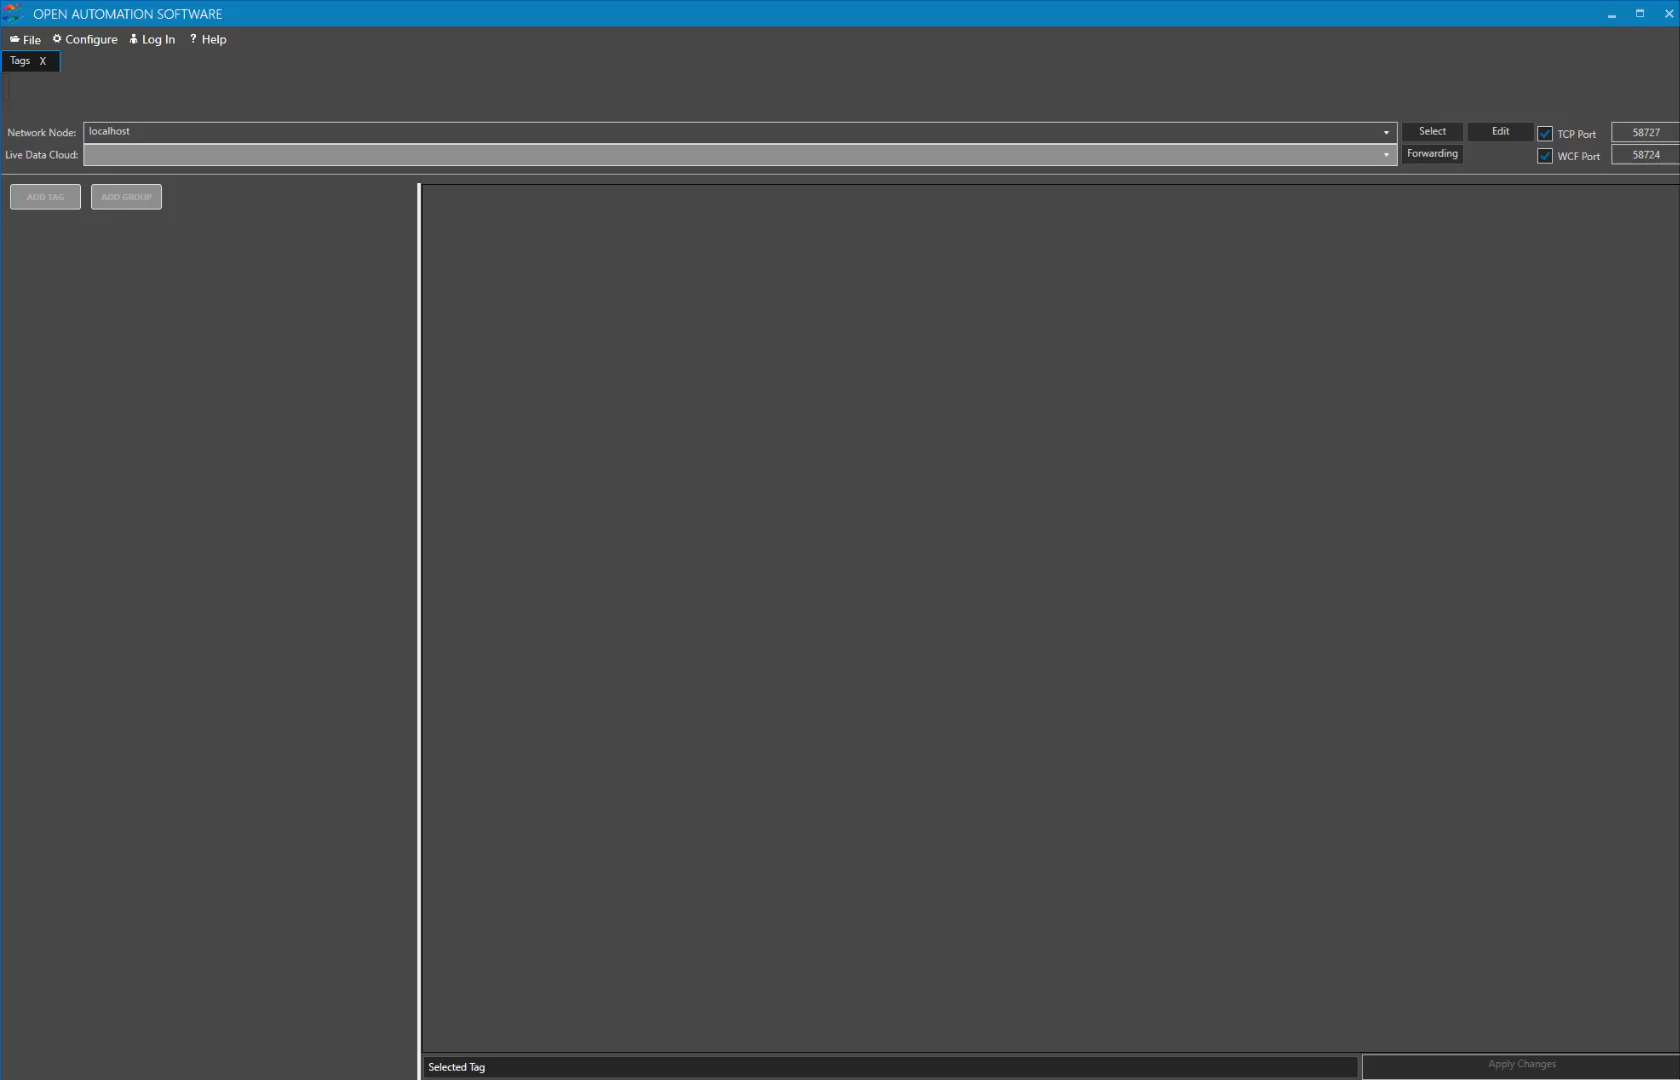 OPEN AUTOMATION SOFTWARE
File Configure Log In ? Help
Tags X
Network Node: localhost Select Edit TCP Port 58727
Live Data Cloud: Forwarding WCF Port 58724
ADD TAG ADD GROUP
Selected Tag Apply Changes